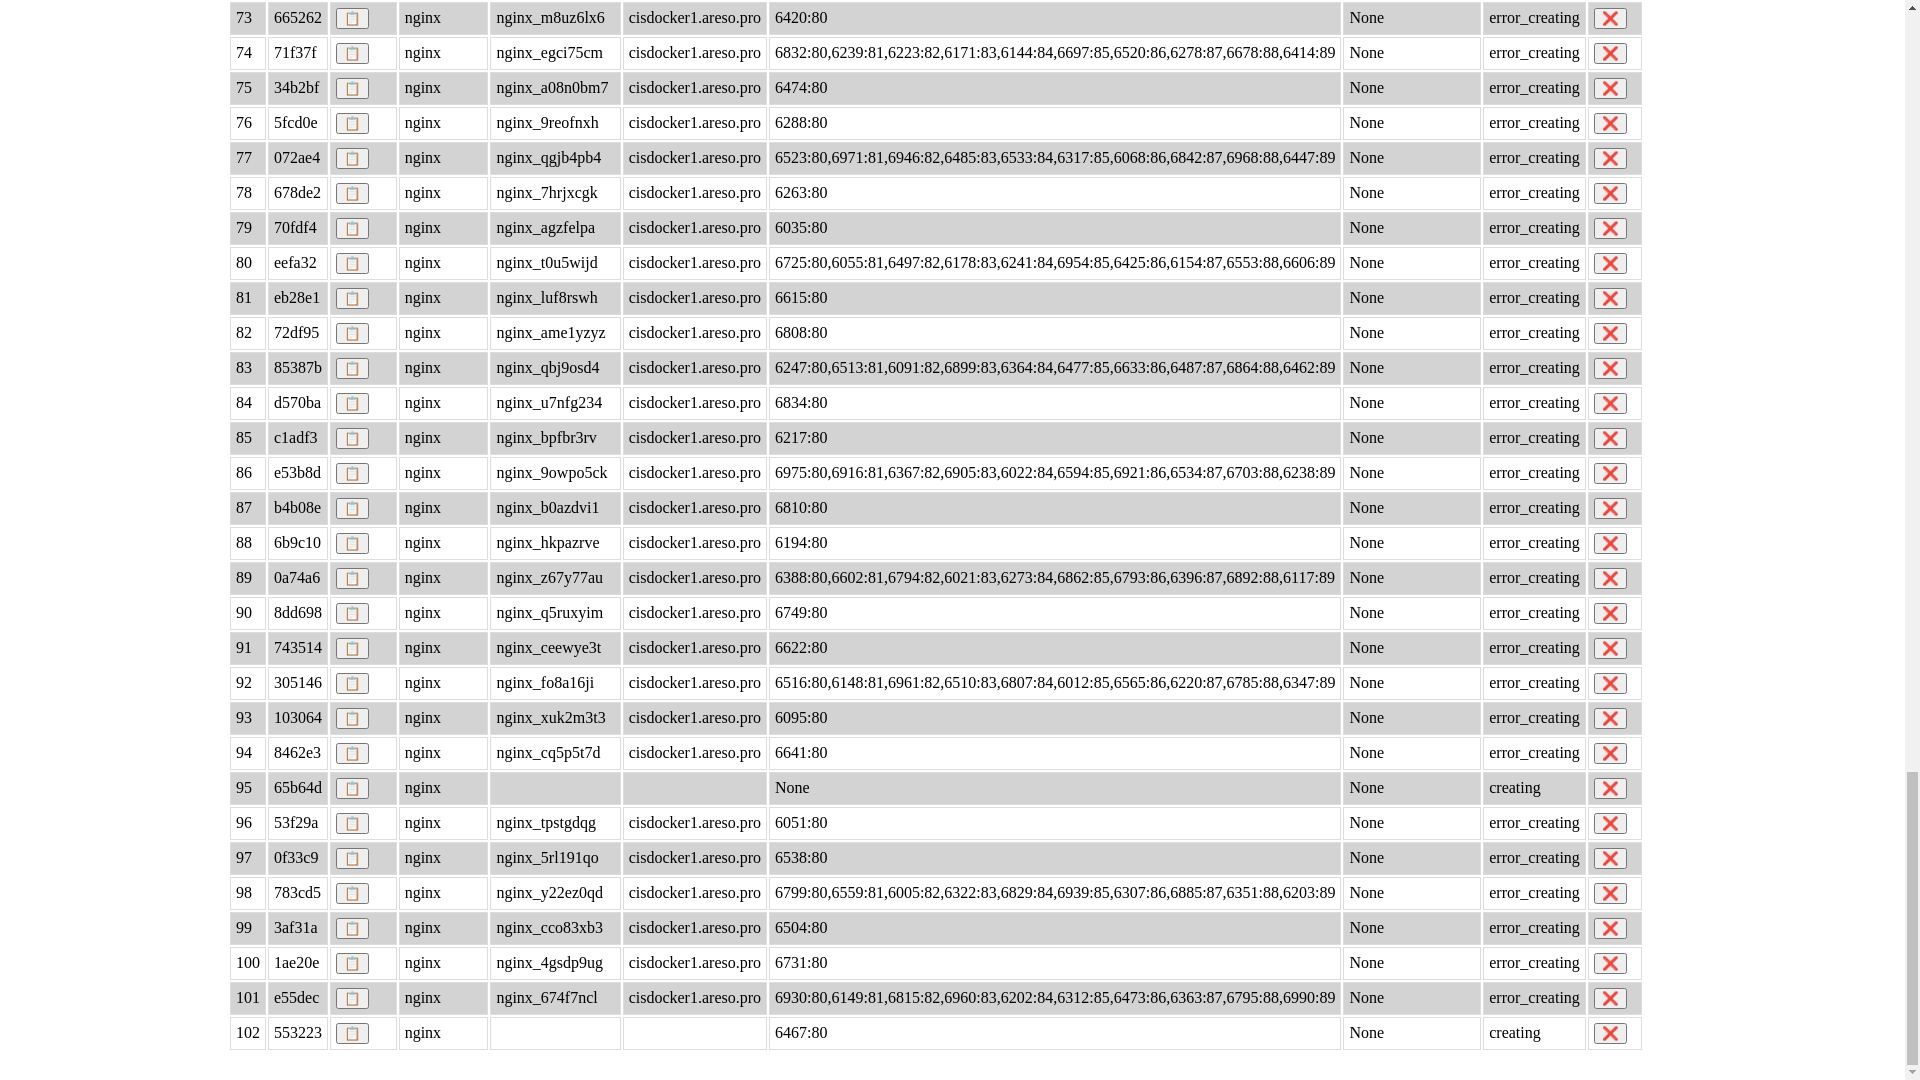 73 665262 nginx nginx_m8uz6lx6 cisdocker1.areso.pro 6420:80 None error_creating
74 71f37f nginx nginx_egci75cm cisdocker1.areso.pro 6832:80,6239:81,6223:82,6171:83,6144:84,6697:85,6520:86,6278:87,6678:88,6414:89 None error_creating
75 34b2bf nginx nginx_a08n0bm7 cisdocker1.areso.pro 6474:80 None error_creating
76 5fcd0e nginx nginx_9reofnxh cisdocker1.areso.pro 6288:80 None error_creating
77 072ae4 nginx nginx_qgjb4pb4 cisdocker1.areso.pro 6523:80,6971:81,6946:82,6485:83,6533:84,6317:85,6068:86,6842:87,6968:88,6447:89 None error_creating
78 678de2 nginx nginx_7hrjxcgk cisdocker1.areso.pro 6263:80 None error_creating
79 70fdf4 nginx nginx_agzfelpa cisdocker1.areso.pro 6035:80 None error_creating
80 eefa32 nginx nginx_t0u5wijd cisdocker1.areso.pro 6725:80,6055:81,6497:82,6178:83,6241:84,6954:85,6425:86,6154:87,6553:88,6606:89 None error_creating
81 eb28e1 nginx nginx_luf8rswh cisdocker1.areso.pro 6615:80 None error_creating
82 72df95 nginx nginx_ame1yzyz cisdocker1.areso.pro 6808:80 None error_creating
83 85387b nginx nginx_qbj9osd4 cisdocker1.areso.pro 6247:80,6513:81,6091:82,6899:83,6364:84,6477:85,6633:86,6487:87,6864:88,6462:89 None error_creating
84 d570ba nginx nginx_u7nfg234 cisdocker1.areso.pro 6834:80 None error_creating
85 c1adf3 nginx nginx_bpfbr3rv cisdocker1.areso.pro 6217:80 None error_creating
86 e53b8d nginx nginx_9owpo5ck cisdocker1.areso.pro 6975:80,6916:81,6367:82,6905:83,6022:84,6594:85,6921:86,6534:87,6703:88,6238:89 None error_creating
87 b4b08e nginx nginx_b0azdvi1 cisdocker1.areso.pro 6810:80 None error_creating
88 6b9c10 nginx nginx_hkpazrve cisdocker1.areso.pro 6194:80 None error_creating
89 0a74a6 nginx nginx_z67y77au cisdocker1.areso.pro 6388:80,6602:81,6794:82,6021:83,6273:84,6862:85,6793:86,6396:87,6892:88,6117:89 None error_creating
90 8dd698 nginx nginx_q5ruxyim cisdocker1.areso.pro 6749:80 None error_creating
91 743514 nginx nginx_ceewye3t cisdocker1.areso.pro 6622:80 None error_creating
92 305146 nginx nginx_fo8a16ji cisdocker1.areso.pro 6516:80,6148:81,6961:82,6510:83,6807:84,6012:85,6565:86,6220:87,6785:88,6347:89 None error_creating
93 103064 nginx nginx_xuk2m3t3 cisdocker1.areso.pro 6095:80 None error_creating
94 8462e3 nginx nginx_cq5p5t7d cisdocker1.areso.pro 6641:80 None error_creating
95 65b64d nginx None None creating
96 53f29a nginx nginx_tpstgdqg cisdocker1.areso.pro 6051:80 None error_creating
97 0f33c9 nginx nginx_5rl191qo cisdocker1.areso.pro 6538:80 None error_creating
98 783cd5 nginx nginx_y22ez0qd cisdocker1.areso.pro 6799:80,6559:81,6005:82,6322:83,6829:84,6939:85,6307:86,6885:87,6351:88,6203:89 None error_creating
99 3af31a nginx nginx_cco83xb3 cisdocker1.areso.pro 6504:80 None error_creating
100 1ae20e nginx nginx_4gsdp9ug cisdocker1.areso.pro 6731:80 None error_creating
101 e55dec nginx nginx_674f7ncl cisdocker1.areso.pro 6930:80,6149:81,6815:82,6960:83,6202:84,6312:85,6473:86,6363:87,6795:88,6990:89 None error_creating
102 553223 nginx 6467:80 None creating